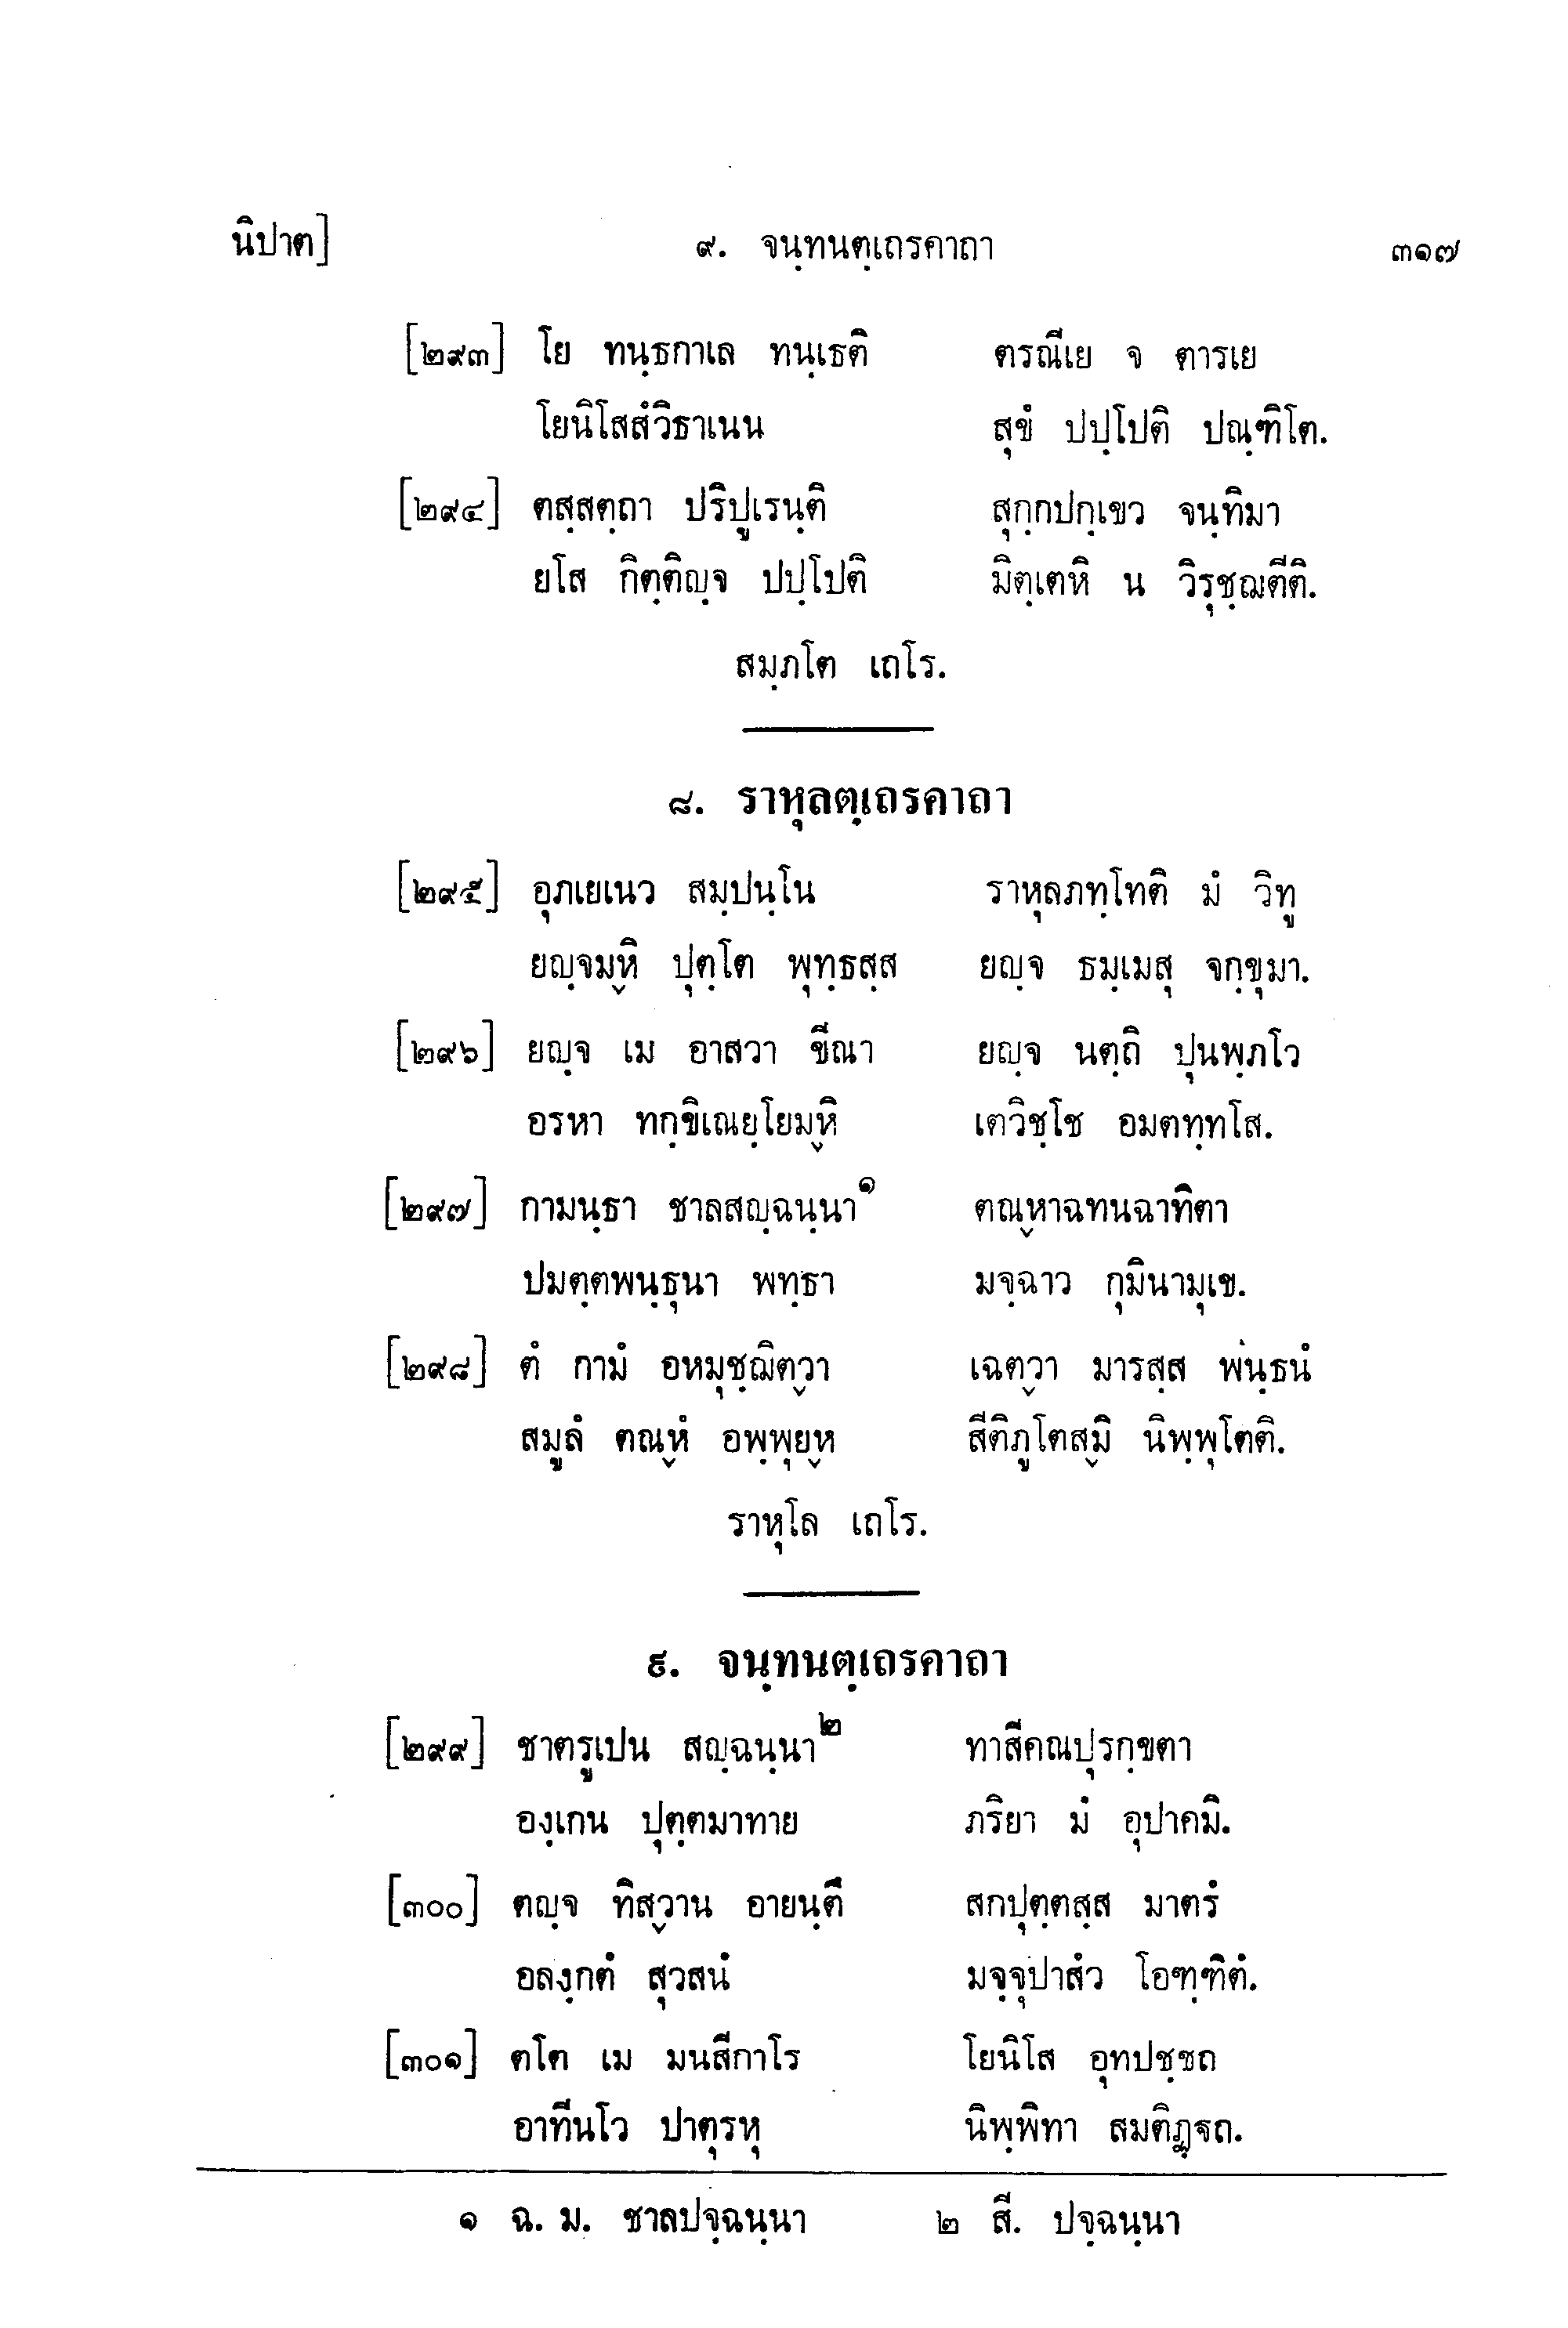 นิปาต] ๙. จนฺทนตฺเถรคาถา ๓๑๗
[๒๙๓] โย ทนฺธกาเล ทนฺเธติ ตรณีเย จ ตารเย
โยนิโสสํวิธาเนน สุขํ ปปฺโปติ ปณฺฑิโต.
[๒๙๔] ตสฺสตฺถา ปริปูเรนฺติ สุกฺกปกฺเขว จนฺทิมา
ยโส กิตฺติญฺจ ปปฺโปติ มิตฺเตหิ น วิรุชฺฌตีติ.
สมฺภโต เถโร.
๘. ราหุลตฺเถรคาถา
[๒๙๕] อุภเยเนว สมฺปนฺโน ราหุลภทฺโทติ มํ วิทู
ยญฺจมฺหิ ปุตฺโต พุทฺธสฺส ยญฺจ ธมฺเมสุ จกฺขุมา.
[๒๙๖] ยญฺจ เม อาสวา ขีณา ยญฺจ นตฺถิ ปุนพฺภโว
อรหา ทกฺขิเณยฺโยมฺหิ เตวิชฺโช อมตทฺทโส.
[๒๙๗] กามนฺธา ชาลสญฺฉนฺนา๑ ตณฺหาฉทนฉาทิตา
ปมตฺตพนฺธุนา พทฺธา มจฺฉาว กุมินามุเข.
[๒๙๘] ตํ กามํ อหมุชฺฌิตฺวา เฉตฺวา มารสฺส พนฺธนํ
สมูลํ ตณฺหํ อพฺพุยฺห สีติภูโตสฺมิ นิพฺพุโตติ.
ราหุโล เถโร.
๙. จนฺทนตฺเถรคาถา
[๒๙๙] ชาตรูเปน สญฺฉนฺนา๒ ทาสีคณปุรกฺขตา
องฺเกน ปุตฺตมาทาย ภริยา มํ อุปาคมิ.
[๓๐๐] ตญฺจ ทิสฺวาน อายนฺตึ สกปุตฺตสฺส มาตรํ
อลงฺกตํ สุวสนํ มจฺจุปาสํว โอฑฺฑิตํ.
[๓๐๑] ตโต เม มนสีกาโร โยนิโส อุทปชฺชถ
อาทีนโว ปาตุรหุ นิพฺพิทา สมติฏฺฐถ.
๑ ฉ. ม. ชาลปจฺฉนฺนา ๒ สี. ปจฺฉนฺนา